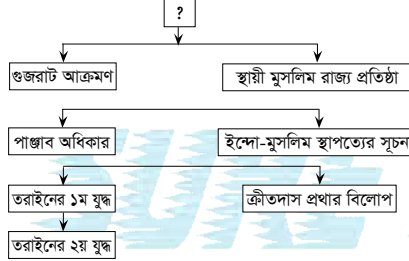 ?
গুজরাট আক্রমণ স্থায়ী মুসলিম রাজ্য প্রতিষ্ঠা
পাঞ্জাব অধিকার ইন্দো-মুসলিম স্থাপত্যের সূচন
তরাইনের ১ম যুদ্ধ ক্রীতদাস প্রথার বিলোপ
তরাইনের ২য় যুদ্ধ